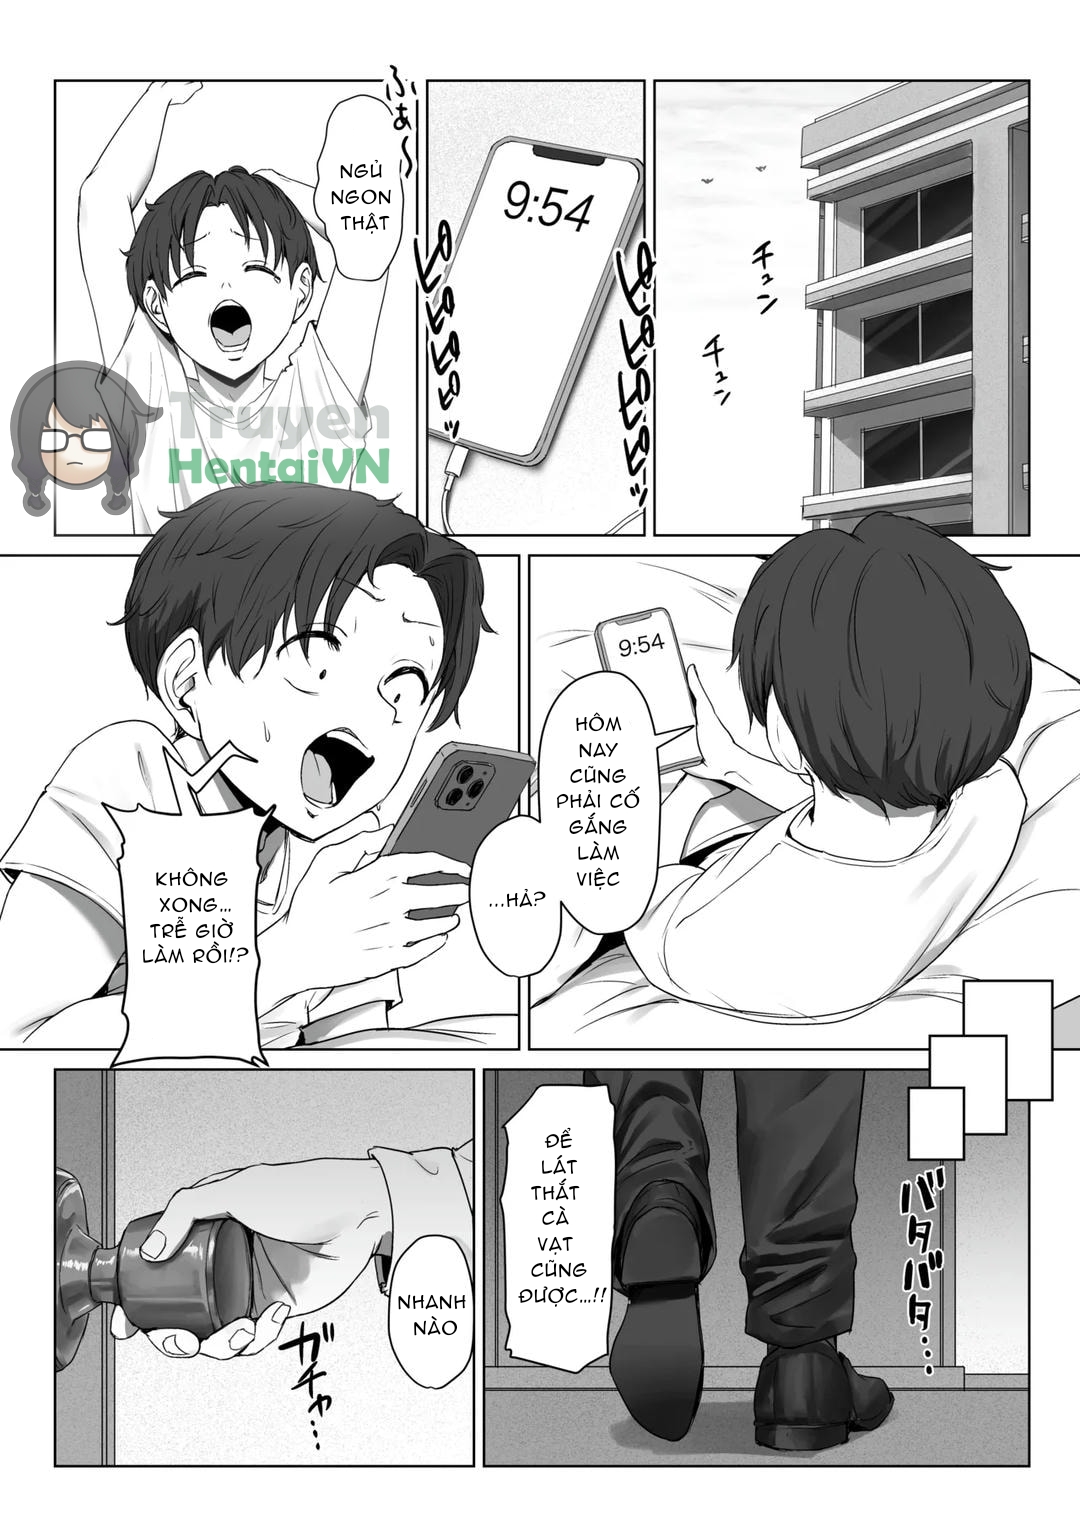 チュン
チュン
9:54
ピピピピピッ
ピピピピピッ
ふぁ〜
NGỦ
NGON
THẬT
Truyen
HentaiVN
9:54
HÔM
NAY
CŨNG
PHẢI CỐ
GẮNG
LÀM
VIỆC
...HẢ?
KHÔNG
XONG...
TRỄ GIỜ
LÀM RỒI!?
バタバタ...
ĐỂ
LÁT
THẮT
CÀ
VẠT
CŨNG
ĐƯỢC...!!
NHANH
NÀO
ガチャ...